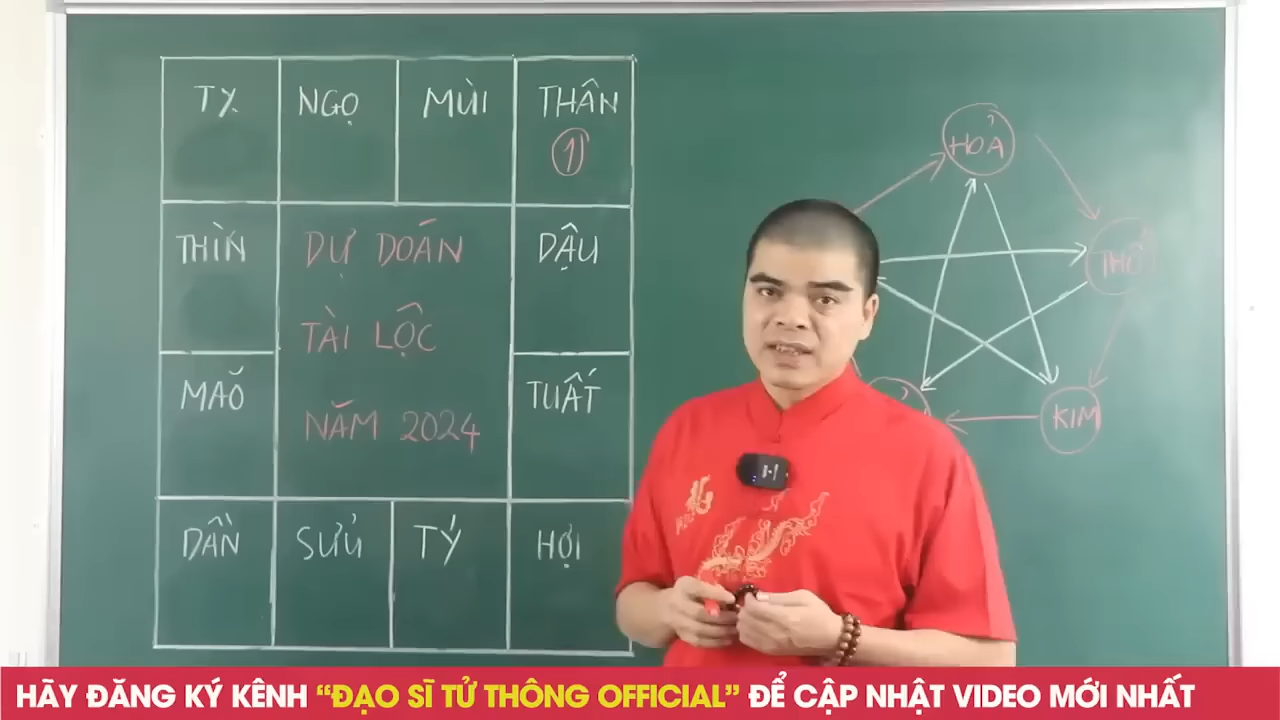 TỴ NGỌ MÙI THÂN
1
THÌN DẬU
DỰ ĐOÁN
TÀI LỘC
NĂM 2024
MAÕ TUẤT
DẦN SỬU TÝ HỢI
HỎA
THỔ
KIM
HÃY ĐĂNG KÝ KÊNH “ĐẠO SĨ TỬ THÔNG OFFICIAL” ĐỂ CẬP NHẬT VIDEO MỚI NHẤT